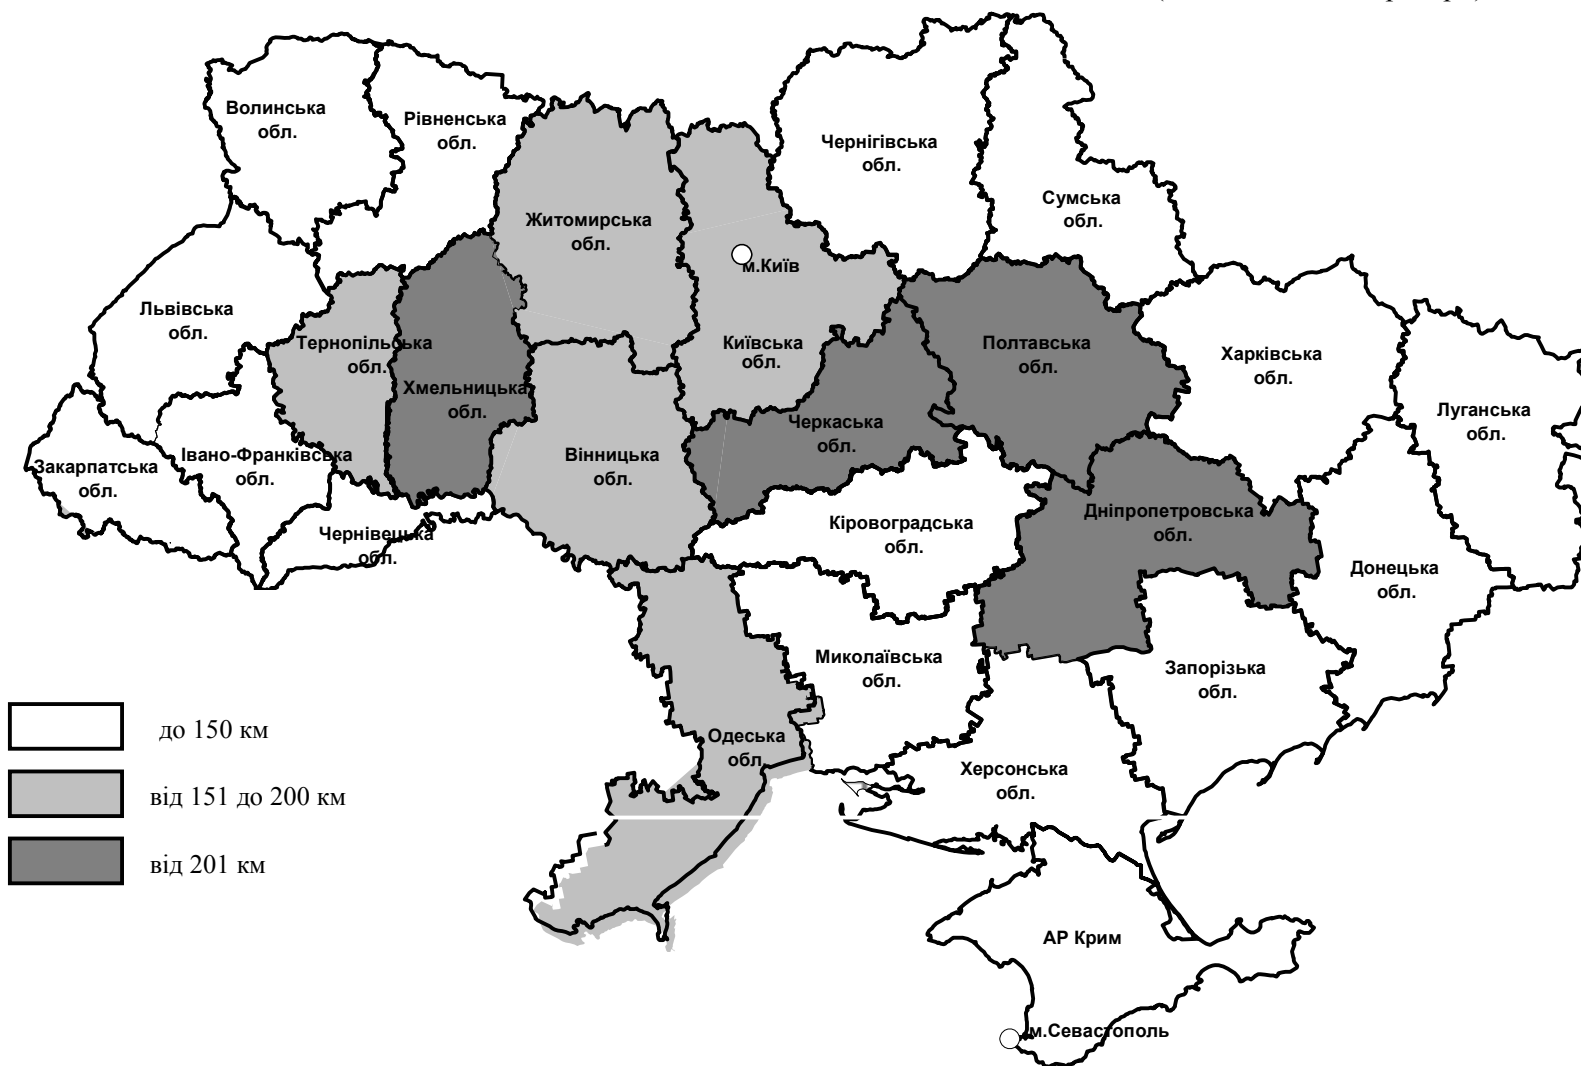 Волинська
обл.
Рівненська
обл.
Чернігівська
обл.
Сумська
обл.
Житомирська
обл.
м.Київ
Львівська
обл.
Тернопільська
обл.
Хмельницька
обл.
Київська
обл.
Полтавська
обл.
Харківська
обл.
Черкаська
обл.
Луганська
обл.
Закарпатська
обл.
Івано-Франківська
обл.
Вінницька
обл.
Чернівецька
обл.
Кіровоградська
обл.
Дніпропетровська
обл.
Донецька
обл.
Миколаївська
обл.
Запорізька
обл.
Одеська
обл.
Херсонська
обл.
АР Крим
м.Севастополь
до 150 км
від 151 до 200 км
від 201 км